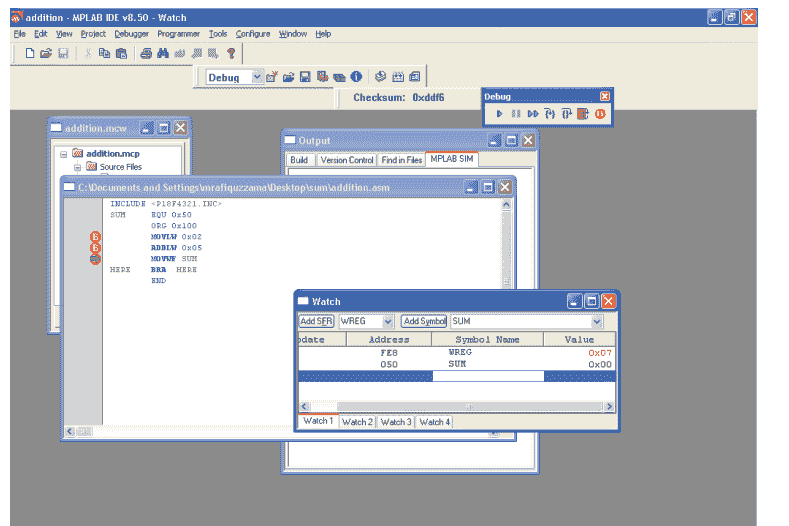 addition - MPLAB IDE v8.50 - Watch
File Edit View Project Debugger Programmer Tools Configure Window Help
Debug
Checksum: 0xddf6
Debug
addition.mcw
addition.mcp
Source Files
Output
Build Version Control Find in Files MPLAB SIM
C:\Documents and Settings\mrafiquzzama\Desktop\sum\addition.asm
INCLUDE <P18F4321.INC>
SUM EQU 0x50
ORG 0x100
MOVLW 0x02
ADDLW 0x05
MOVWF SUM
HERE BRA HERE
END
Watch
Add SFR WREG Add Symbol SUM
pdate Address Symbol Name Value
FE8 WREG 0x07
050 SUM 0x00
Watch 1 Watch 2 Watch 3 Watch 4